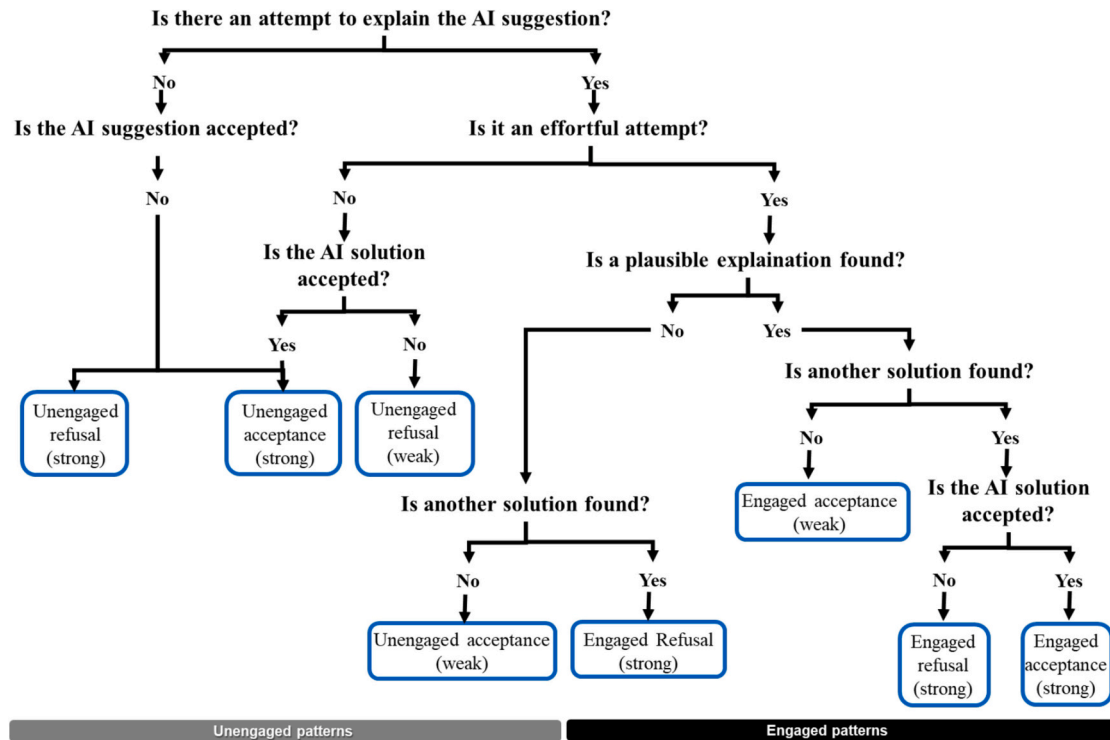 Is there an attempt to explain the AI suggestion?
No
Yes
Is the AI suggestion accepted?
Is it an effortful attempt?
No
No
Yes
Is the AI solution
accepted?
Is a plausible explaination found?
Yes
No
No
Yes
Is another solution found?
Unengaged
refusal
(strong)
Unengaged
acceptance
(strong)
Unengaged
refusal
(weak)
No
Yes
Is another solution found?
Engaged acceptance
(weak)
Is the AI solution
accepted?
No
Yes
No
Yes
Unengaged acceptance
(weak)
Engaged Refusal
(strong)
Engaged
refusal
(strong)
Engaged
acceptance
(strong)
Unengaged patterns
Engaged patterns